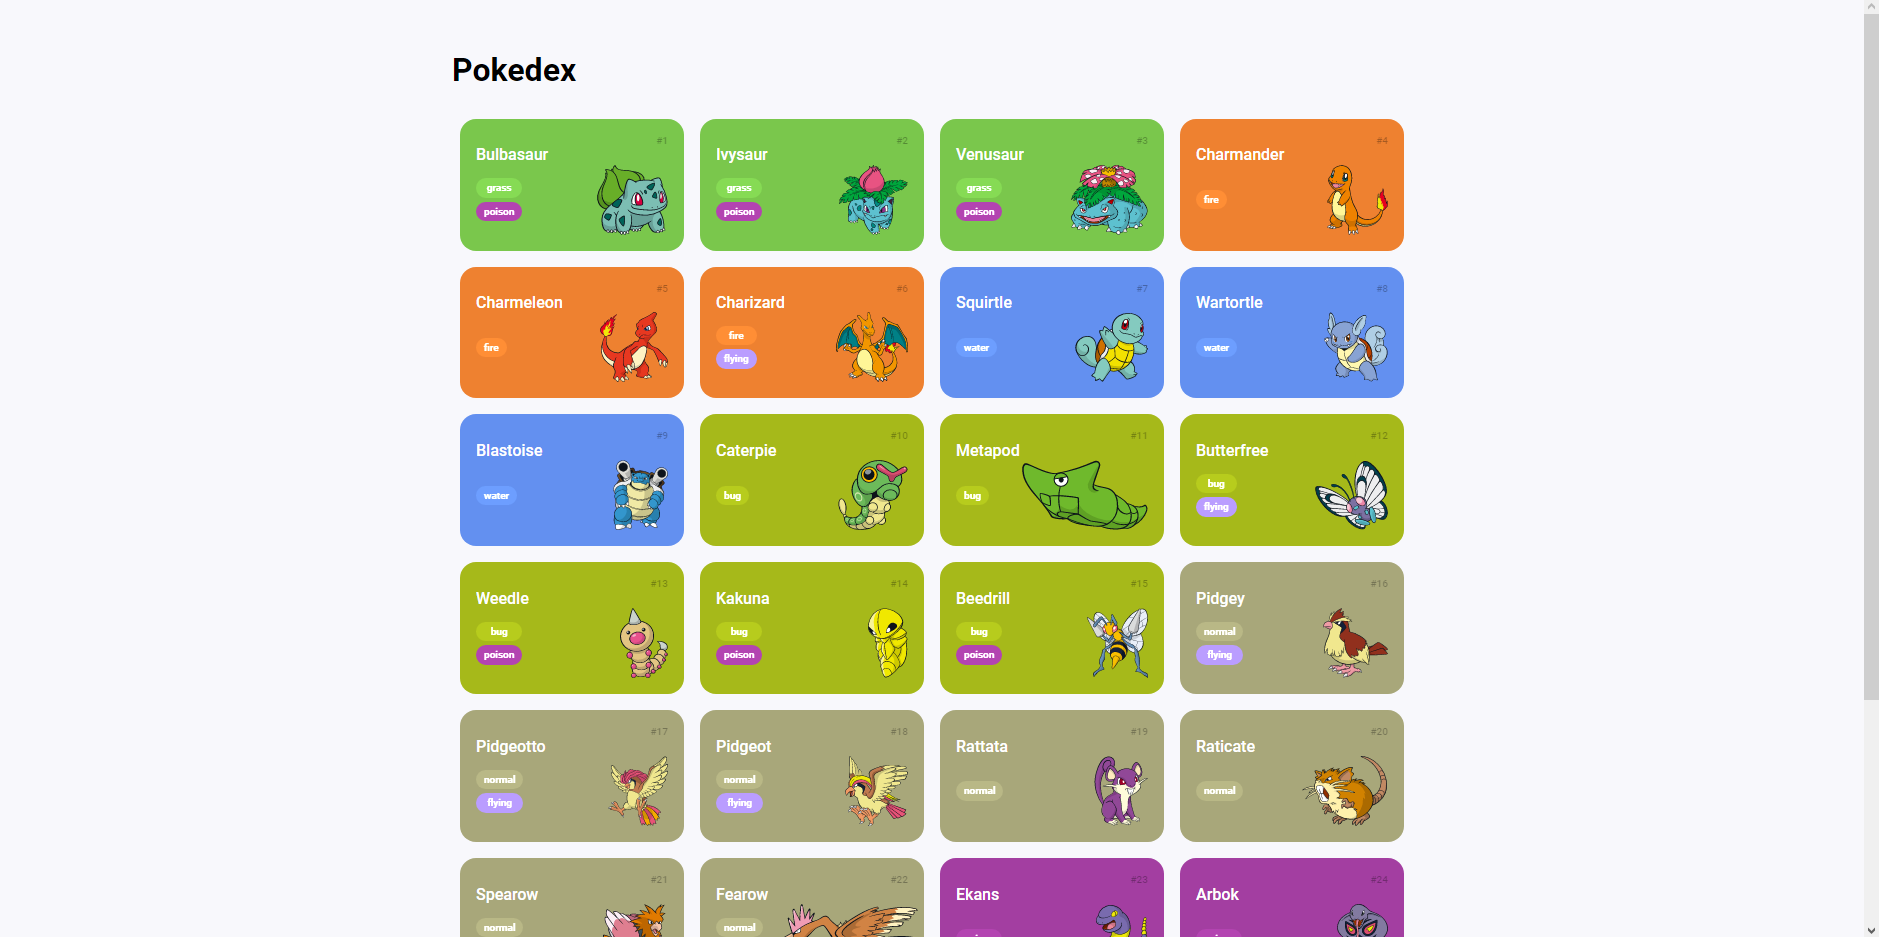 Pokedex
#1
Bulbasaur
grass
poison
#2
Ivysaur
grass
poison
#3
Venusaur
grass
poison
#4
Charmander
fire
#5
Charmeleon
fire
#6
Charizard
fire
flying
#7
Squirtle
water
#8
Wartortle
water
#9
Blastoise
water
#10
Caterpie
bug
#11
Metapod
bug
#12
Butterfree
bug
flying
#13
Weedle
bug
poison
#14
Kakuna
bug
poison
#15
Beedrill
bug
poison
#16
Pidgey
normal
flying
#17
Pidgeotto
normal
flying
#18
Pidgeot
normal
flying
#19
Rattata
normal
#20
Raticate
normal
#21
Spearow
normal
#22
Fearow
normal
#23
Ekans
#24
Arbok